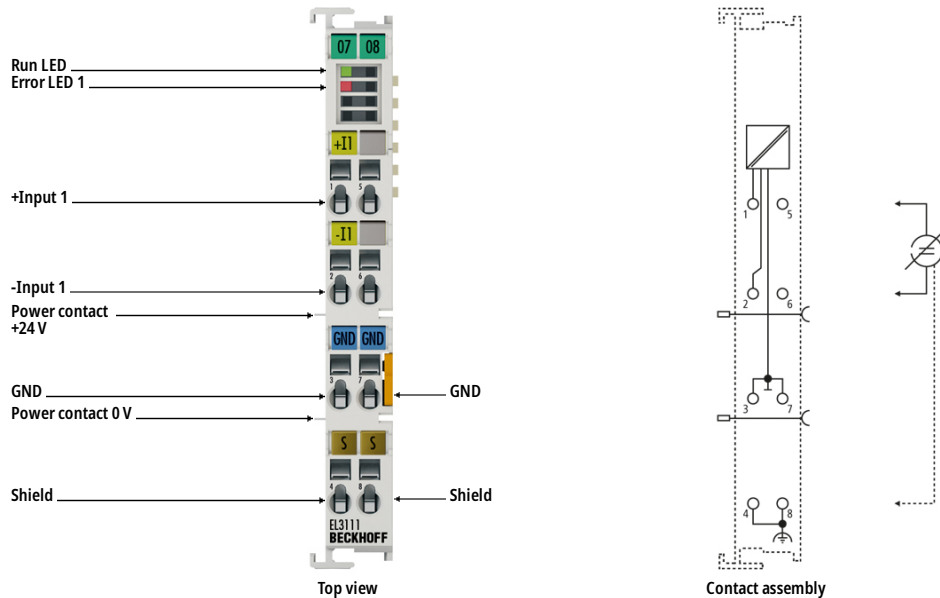 07 08
Run LED
Error LED 1
+I1
1 5
+Input 1
-I1
2 6
-Input 1
Power contact
+24 V
GND GND
3 7
GND
GND
Power contact 0 V
S S
4 8
Shield
Shield
EL3111
BECKHOFF
Top view
1 5
2 6
3 7
4 8
Contact assembly